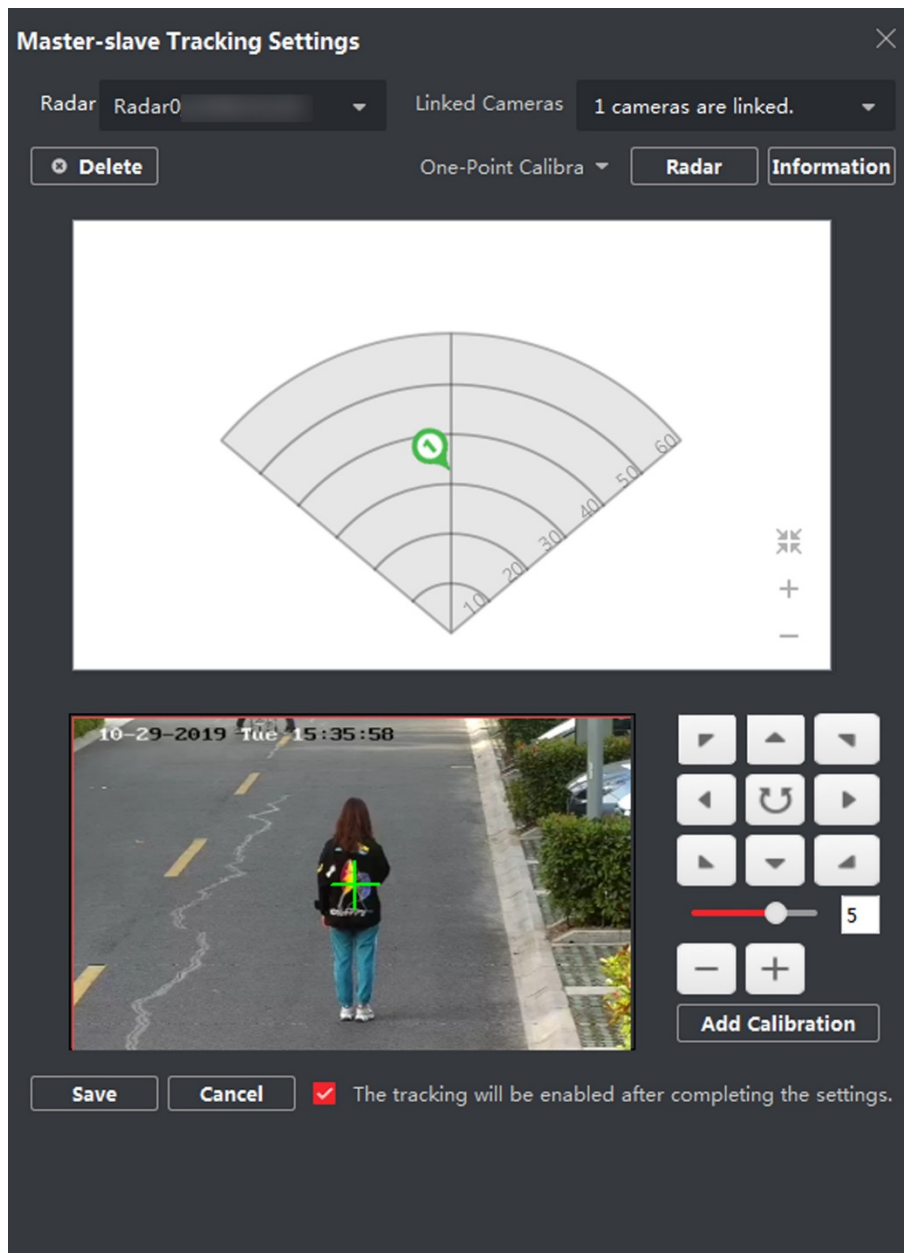 Master-slave Tracking Settings
Radar Radar0 Linked Cameras 1 cameras are linked.
Delete One-Point Calibra Radar Information
1
60
50
40
30
20
10
10-29-2019 Tue 15:35:58
5
Add Calibration
Save Cancel The tracking will be enabled after completing the settings.